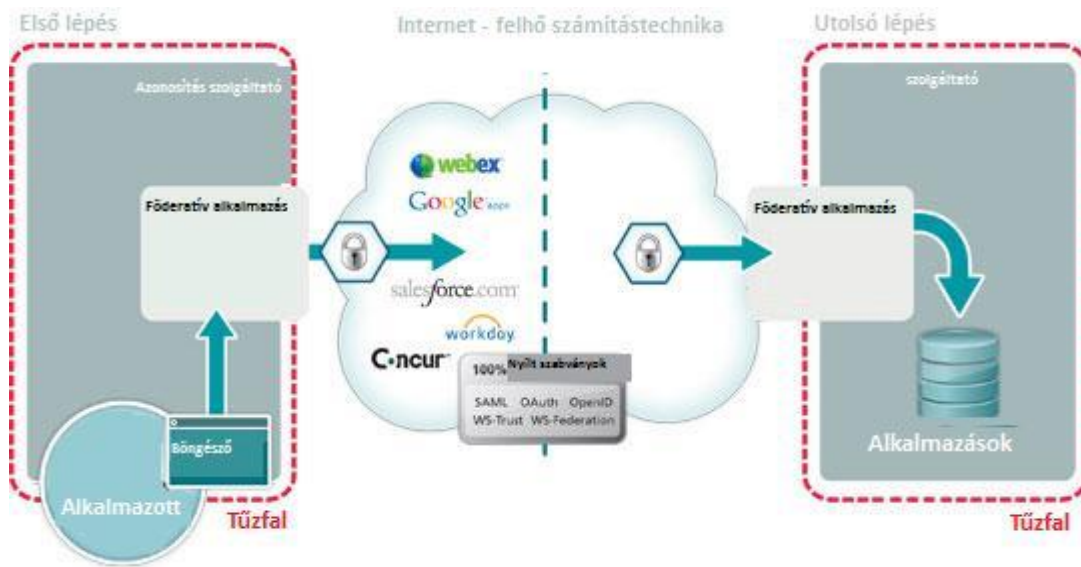 Első lépés
Internet - felhő számítástechnika
Utolsó lépés
Azonosítás szolgáltató
Föderatív alkalmazás
Böngésző
Alkalmazott
Tűzfal
webex
Google apps
salesforce.com
workday
Concur
100% Nyílt szabványok
SAML OAuth OpenID
WS-Trust WS-Federation
szolgáltató
Föderatív alkalmazás
Alkalmazások
Tűzfal